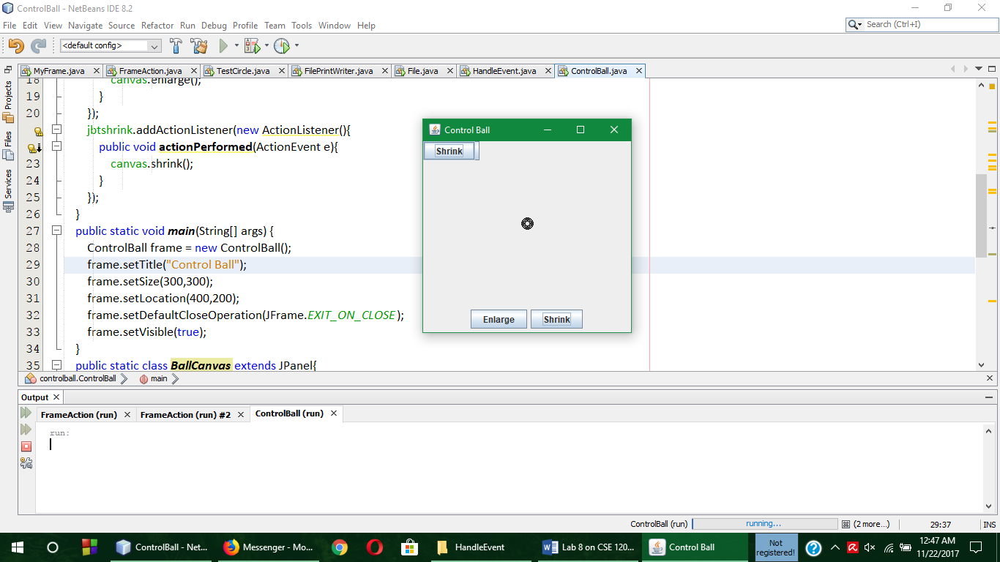 ControlBall - NetBeans IDE 8.2
File Edit View Navigate Source Refactor Run Debug Profile Team Tools Window Help
Search (Ctrl+I)
<default config>
MyFrame.java FrameAction.java TestCircle.java FilePrintWriter.java File.java HandleEvent.java ControlBall.java
Projects
Files
Services
18 canvas.enlarge();
19 }
20 });
jbtshrink.addActionListener(new ActionListener(){
public void actionPerformed(ActionEvent e){
23 canvas.shrink();
24 }
25 });
26 }
27 public static void main(String[] args) {
28 ControlBall frame = new ControlBall();
29 frame.setTitle("Control Ball");
30 frame.setSize(300,300);
31 frame.setLocation(400,200);
32 frame.setDefaultCloseOperation(JFrame.EXIT_ON_CLOSE);
33 frame.setVisible(true);
34 }
35 public static class BallCanvas extends JPanel{
Control Ball
Shrink
Enlarge Shrink
controlball.ControlBall main
Output
FrameAction (run) FrameAction (run) #2 ControlBall (run)
run:
ControlBall (run) running... (2 more...) 29:37 INS
ControlBall - Net... Messenger - Mo... HandleEvent Lab 8 on CSE 120... Control Ball
Not registered!
12:47 AM
11/22/2017